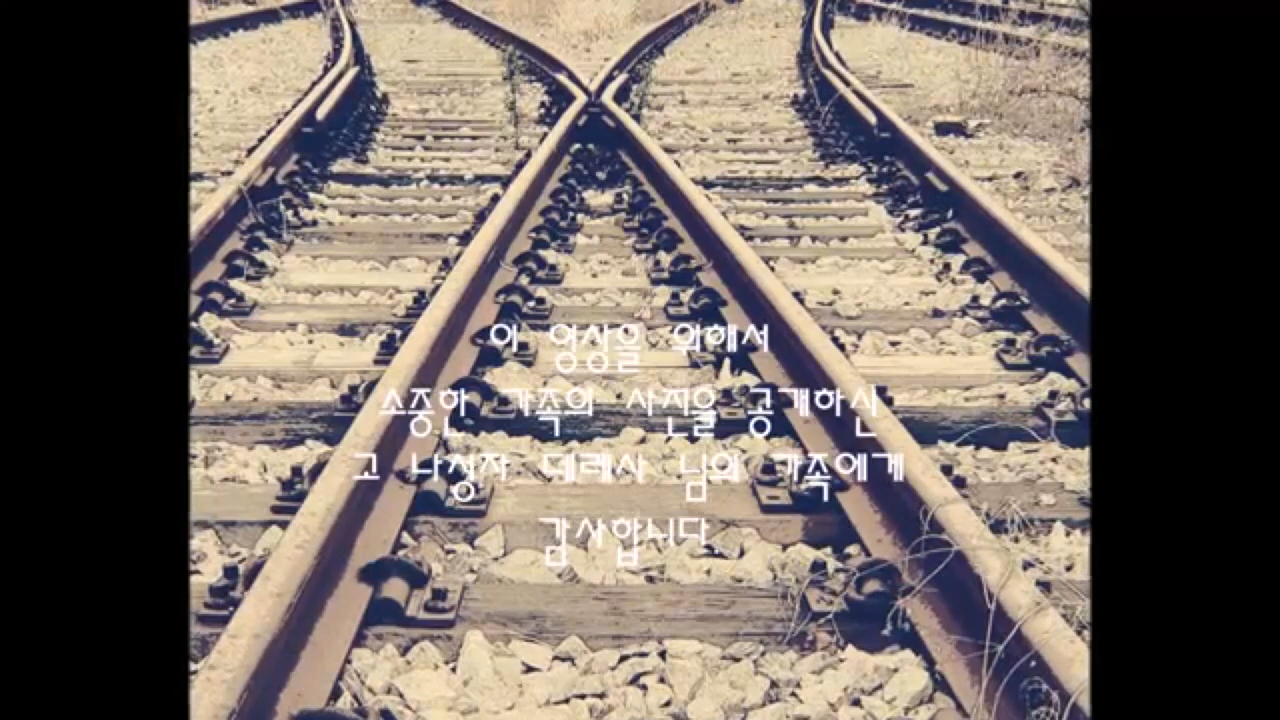 이 영상을 위해서
소중한 가족의 사진을 공개하신
고 나정자 데레사 님의 가족에게
감사합니다.